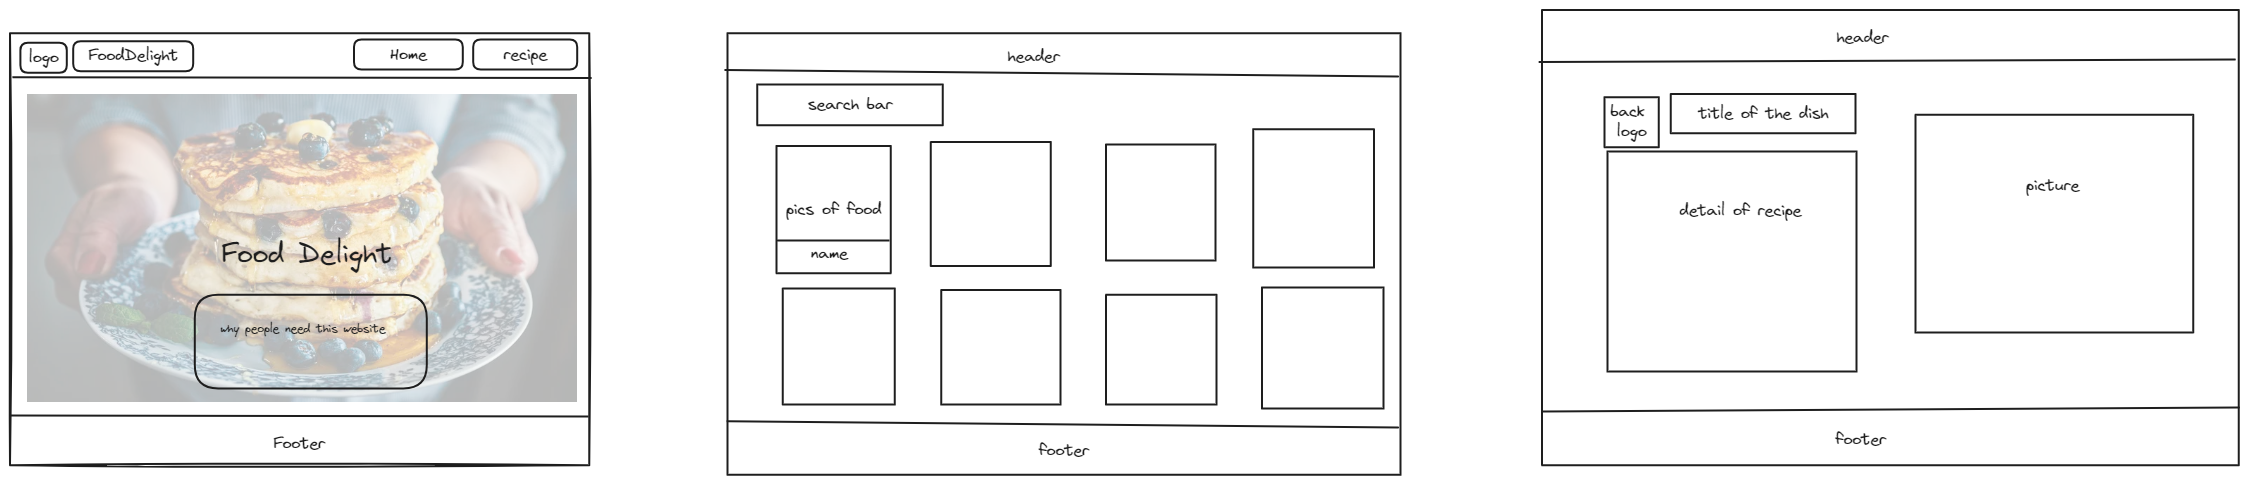 logo
FoodDelight
Home
recipe
Food Delight
why people need this website
Footer
header
search bar
pics of food
name
footer
header
back
logo
title of the dish
detail of recipe
picture
footer